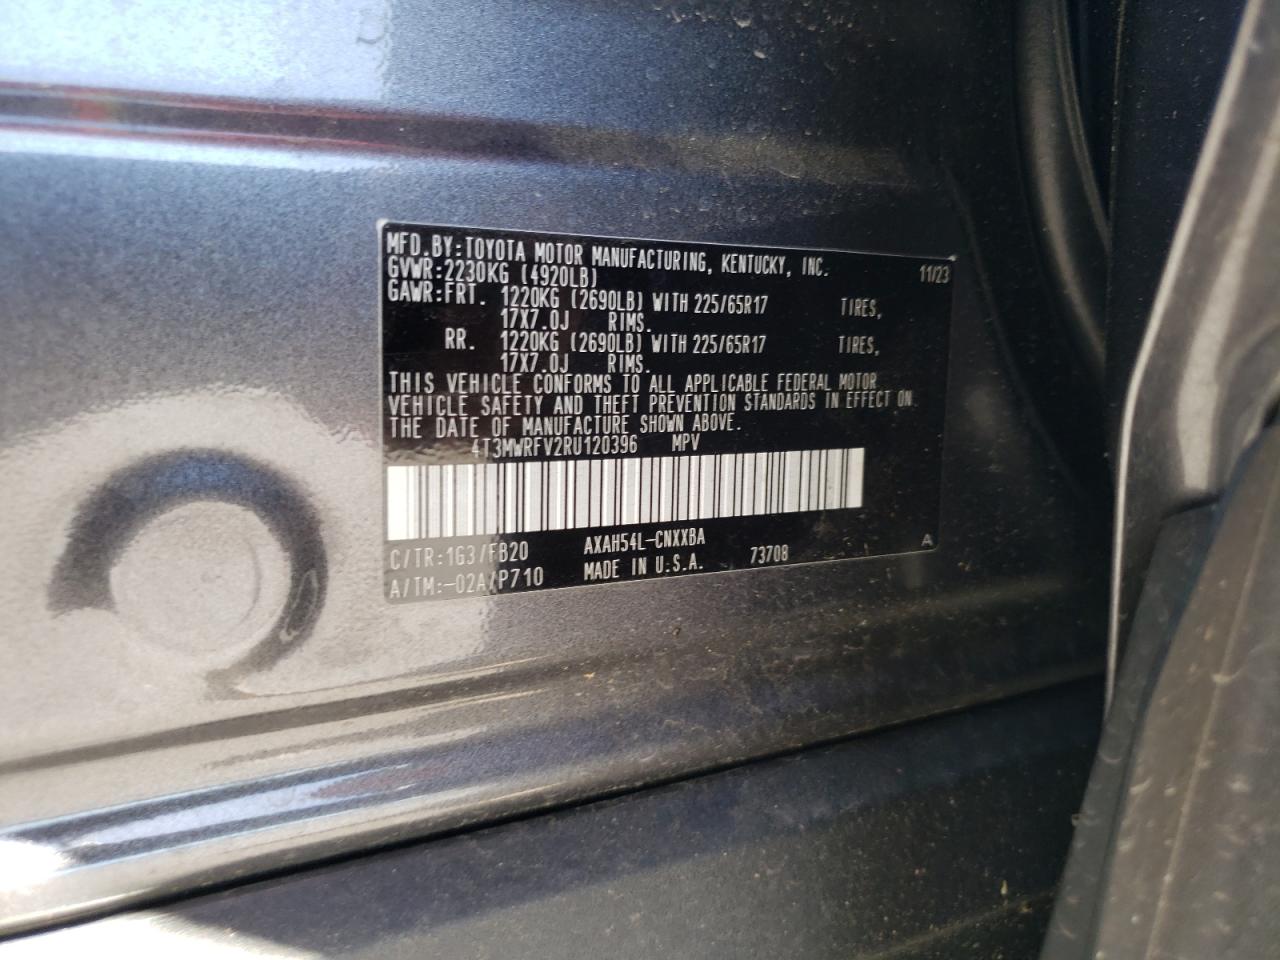 MFD.BY:TOYOTA MOTOR MANUFACTURING, KENTUCKY, INC. 11/23
GVWR:2230KG (4920LB)
GAWR:FRT. 1220KG (2690LB) WITH 225/65R17 TIRES,
17X7.0J RIMS.
RR. 1220KG (2690LB) WITH 225/65R17 TIRES,
17X7.0J RIMS.
THIS VEHICLE CONFORMS TO ALL APPLICABLE FEDERAL MOTOR
VEHICLE SAFETY AND THEFT PREVENTION STANDARDS IN EFFECT ON
THE DATE OF MANUFACTURE SHOWN ABOVE.
4T3MWRFV2RU120396 MPV
C/TR:1G3/FB20 AXAH54L-CNXXBA A
A/TM:-02A/P710 MADE IN U.S.A. 73708